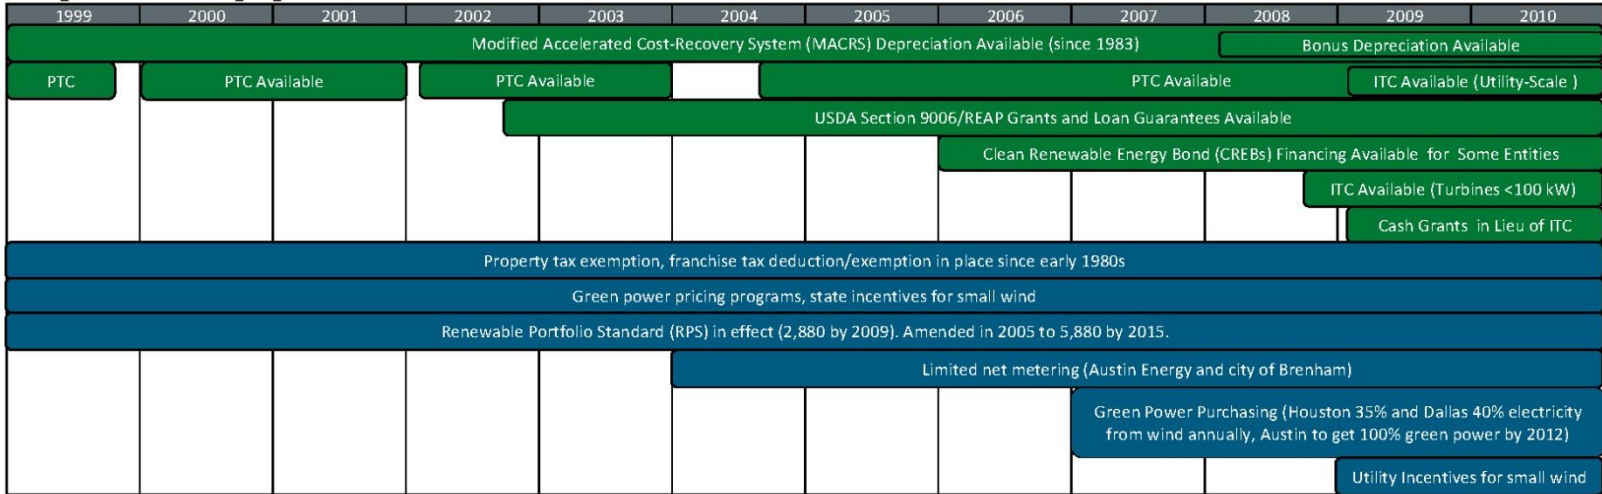 1999 2000 2001 2002 2003 2004 2005 2006 2007 2008 2009 2010
Modified Accelerated Cost-Recovery System (MACRS) Depreciation Available (since 1983)
Bonus Depreciation Available
PTC
PTC Available
PTC Available
PTC Available
ITC Available (Utility-Scale )
USDA Section 9006/REAP Grants and Loan Guarantees Available
Clean Renewable Energy Bond (CREBs) Financing Available for Some Entities
ITC Available (Turbines <100 kW)
Cash Grants in Lieu of ITC
Property tax exemption, franchise tax deduction/exemption in place since early 1980s
Green power pricing programs, state incentives for small wind
Renewable Portfolio Standard (RPS) in effect (2,880 by 2009). Amended in 2005 to 5,880 by 2015.
Limited net metering (Austin Energy and city of Brenham)
Green Power Purchasing (Houston 35% and Dallas 40% electricity
from wind annually, Austin to get 100% green power by 2012)
Utility Incentives for small wind